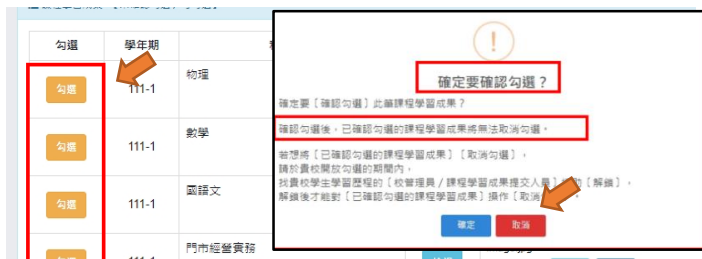 勾選
學年期
勾選
111-1
物理
勾選
111-1
數學
勾選
111-1
國語文
門市經營實務
確定要確認勾選？
確定要〔確認勾選〕此筆課程學習成果？
確認勾選後，已確認勾選的課程學習成果將無法取消勾選。
若想將〔已確認勾選的課程學習成果〕〔取消勾選〕，
請於貴校開放勾選的期間內，
找貴校學生學習歷程的〔校管理員／課程學習成果提交人員〕
〔解鎖〕，
解鎖後才能對〔已確認勾選的課程學習成果〕操作〔取消
確定
取消